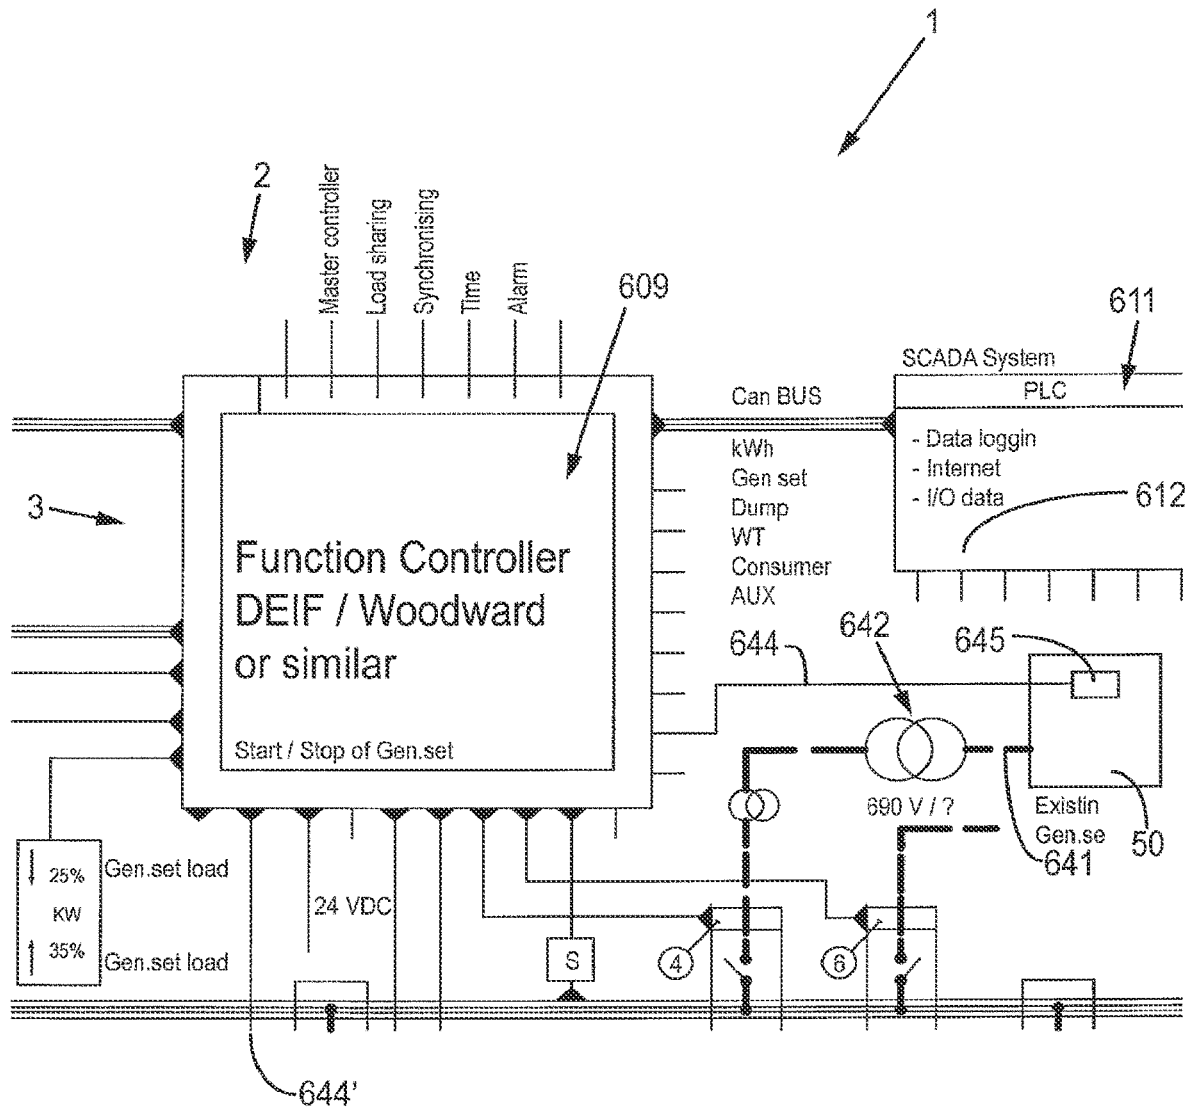 1
2
Master controller
Load sharing
Synchronising
Time
Alarm
609
611
SCADA System
PLC
Can BUS
- Data loggin
- Internet
- I/O data
612
kWh
Gen set
Dump
WT
Consumer
AUX
3
Function Controller
DEIF / Woodward
or similar
Start / Stop of Gen.set
644
642
645
690 V / ?
Existin
Gen.se
641
50
25%
KW
35%
Gen.set load
Gen.set load
24 VDC
S
4
6
644'